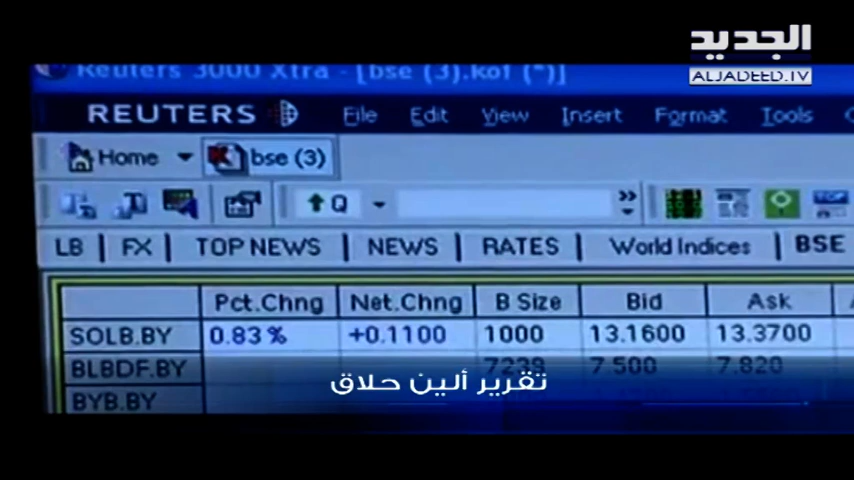 الجديد
ALJADEED.TV
Reuters 3000 Xtra - [bse (3).kof (*)]
REUTERS File Edit View Insert Format Tools
Home bse (3)
Q
LB | FX | TOP NEWS | NEWS | RATES | World Indices | BSE
Pct.Chng Net.Chng B Size Bid Ask
SOLB.BY 0.83% +0.1100 1000 13.1600 13.3700
BLBDF.BY 7239 7.500 7.820
BYB.BY
تقرير ألين حلاق